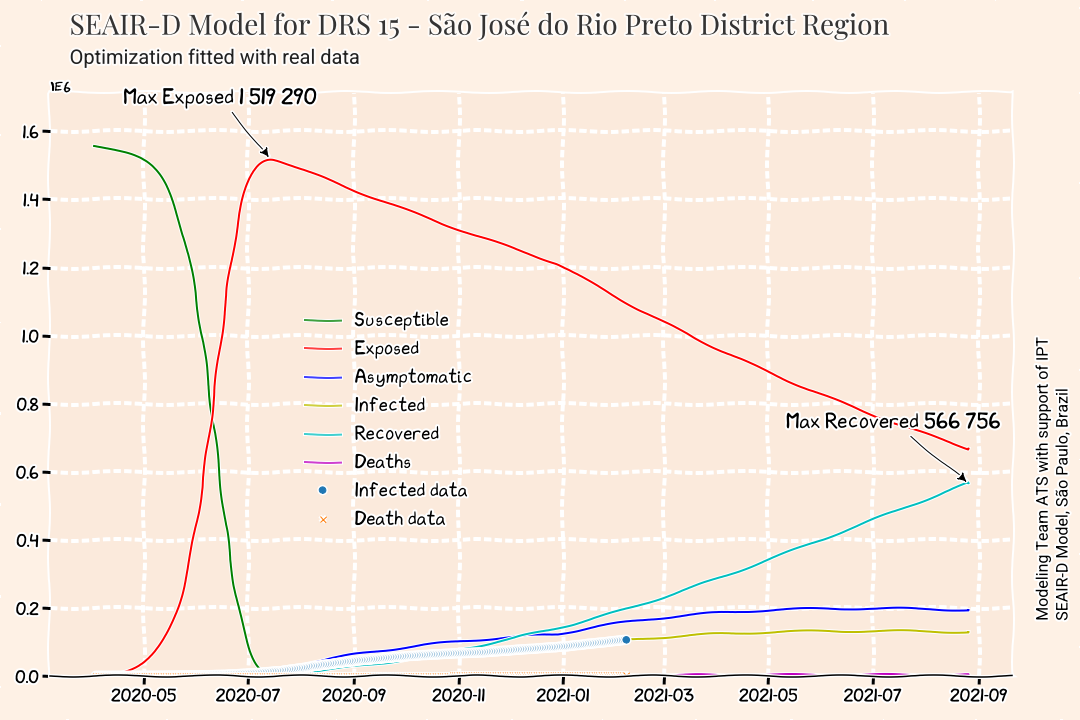 SEAIR-D Model for DRS 15 - São José do Rio Preto District Region
Optimization fitted with real data
1E6
Max Exposed 1 519 290
1.6
1.4
1.2
1.0
0.8
0.6
0.4
0.2
0.0
Susceptible
Exposed
Asymptomatic
Infected
Recovered
Deaths
Infected data
Death data
Max Recovered 566 756
2020-05
2020-07
2020-09
2020-11
2021-01
2021-03
2021-05
2021-07
2021-09
Modeling Team ATS with support of IPT
SEAIR-D Model, São Paulo, Brazil